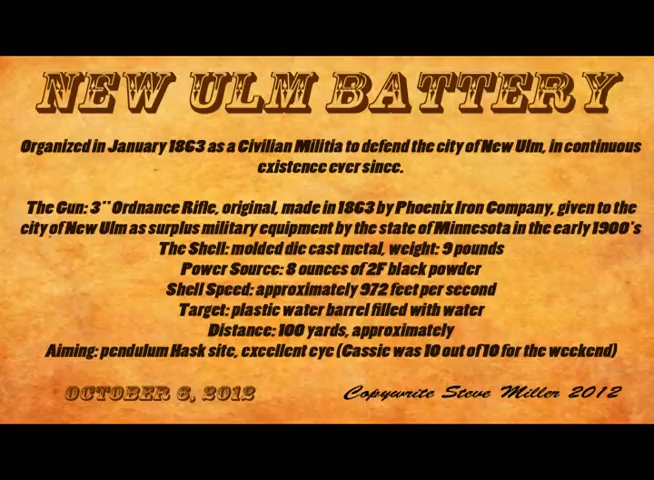 NEW ULM BATTERY
Organized in January 1863 as a Civilian Militia to defend the city of New Ulm, in continuous
existence ever since.
The Gun: 3" Ordnance Rifle, original, made in 1863 by Phoenix Iron Company, given to the
city of New Ulm as surplus military equipment by the state of Minnesota in the early 1900's
The Shell: molded die cast metal, weight: 9 pounds
Power Source: 8 ounces of 2F black powder
Shell Speed: approximately 972 feet per second
Target: plastic water barrel filled with water
Distance: 100 yards, approximately
Aiming: pendulum Hask site, excellent eye (Cassie was 10 out of 10 for the weekend)
OCTOBER 6, 2012
Copywrite Steve Miller 2012